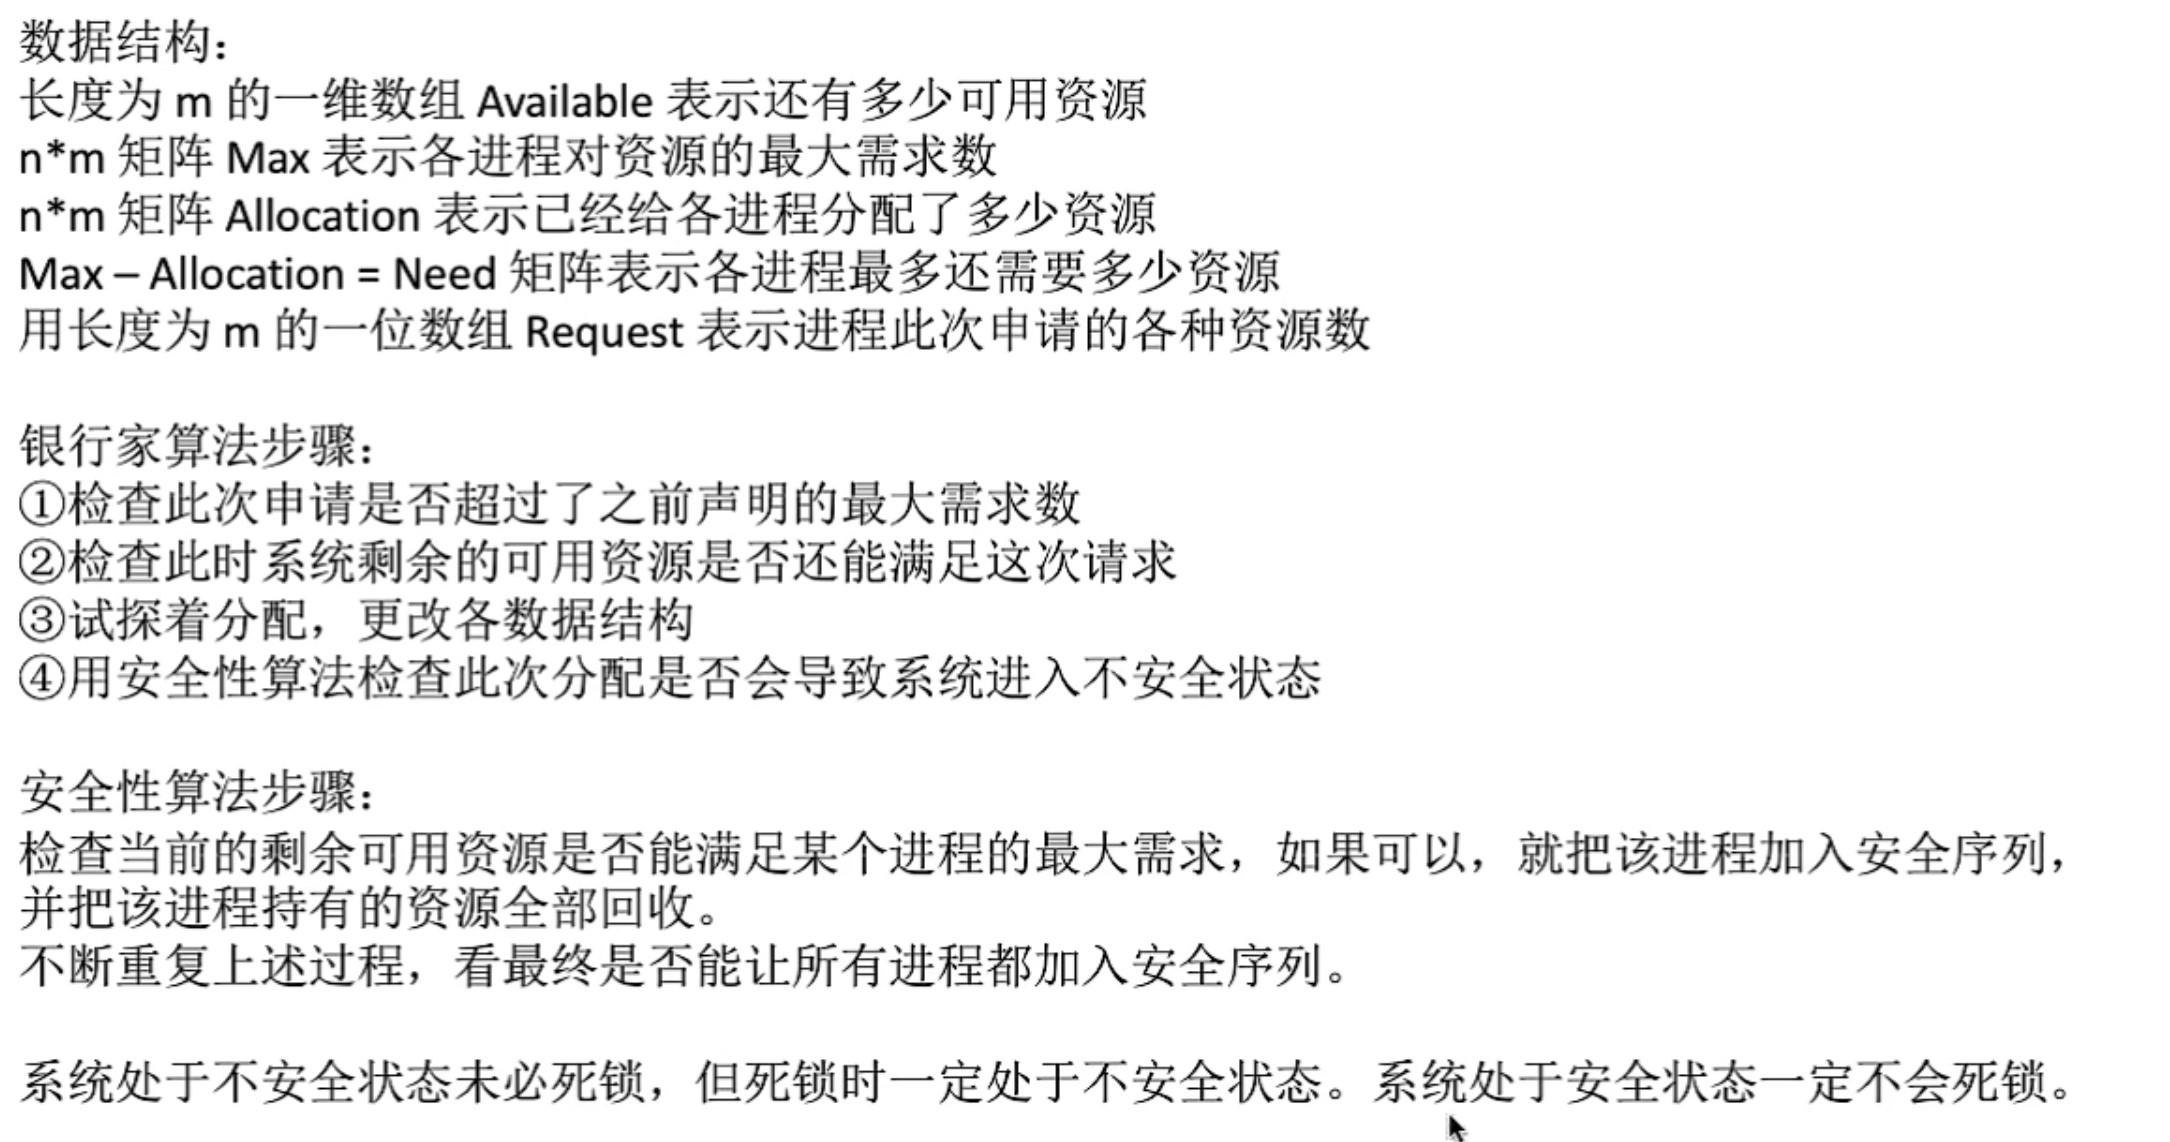 数据结构：
长度为 m 的一维数组 Available 表示还有多少可用资源
n*m 矩阵 Max 表示各进程对资源的最大需求数
n*m 矩阵 Allocation 表示已经给各进程分配了多少资源
Max – Allocation = Need 矩阵表示各进程最多还需要多少资源
用长度为 m 的一位数组 Request 表示进程此次申请的各种资源数
银行家算法步骤：
①检查此次申请是否超过了之前声明的最大需求数
②检查此时系统剩余的可用资源是否还能满足这次请求
③试探着分配，更改各数据结构
④用安全性算法检查此次分配是否会导致系统进入不安全状态
安全性算法步骤：
检查当前的剩余可用资源是否能满足某个进程的最大需求，如果可以，就把该进程加入安全序列，
并把该进程持有的资源全部回收。
不断重复上述过程，看最终是否能让所有进程都加入安全序列。
系统处于不安全状态未必死锁，但死锁时一定处于不安全状态。系统处于安全状态一定不会死锁。